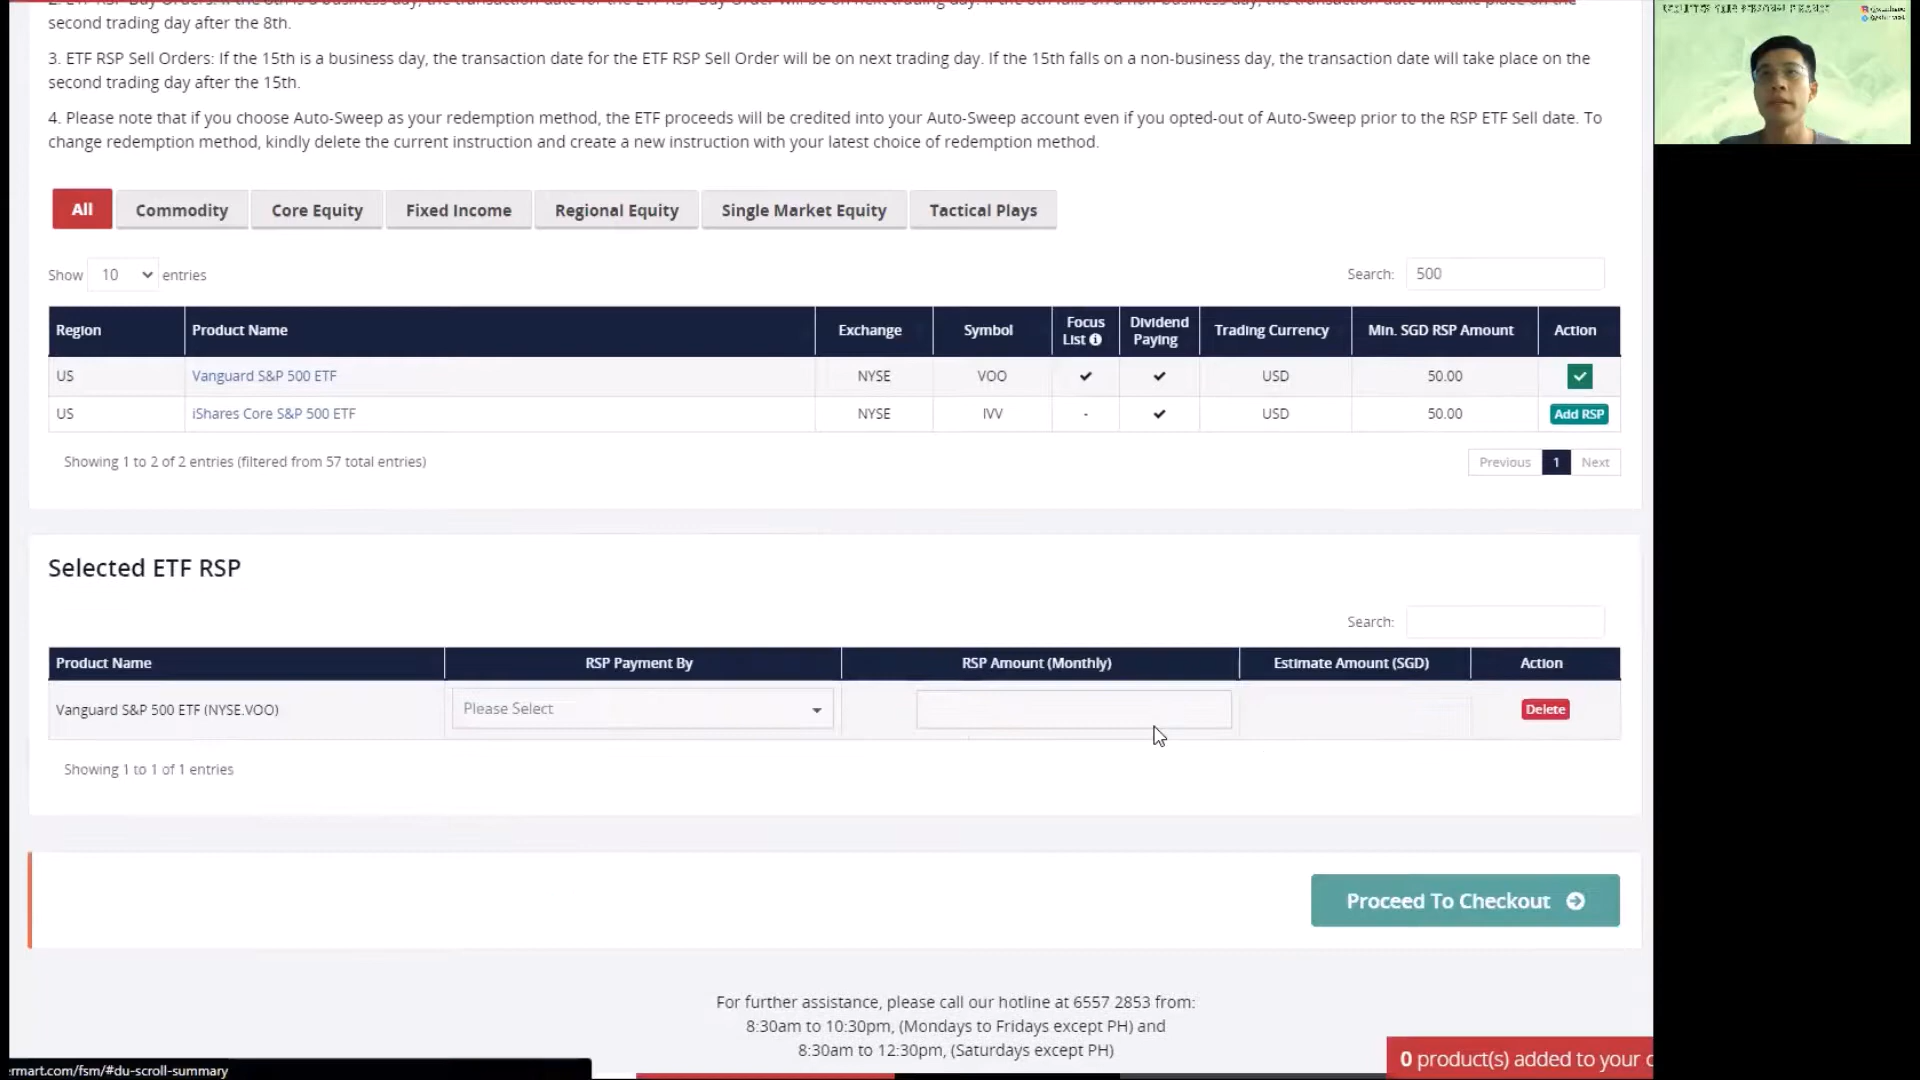 second trading day after the 8th.
3. ETF RSP Sell Orders: If the 15th is a business day, the transaction date for the ETF RSP Sell Order will be on next trading day. If the 15th falls on a non-business day, the transaction date will take place on the
second trading day after the 15th.
4. Please note that if you choose Auto-Sweep as your redemption method, the ETF proceeds will be credited into your Auto-Sweep account even if you opted-out of Auto-Sweep prior to the RSP ETF Sell date. To
change redemption method, kindly delete the current instruction and create a new instruction with your latest choice of redemption method.
All Commodity Core Equity Fixed Income Regional Equity Single Market Equity Tactical Plays
Show 10 entries Search: 500
Region Product Name Exchange Symbol Focus List Dividend Paying Trading Currency Min. SGD RSP Amount Action
US Vanguard S&P 500 ETF NYSE VOO USD 50.00
US iShares Core S&P 500 ETF NYSE IVV - USD 50.00 Add RSP
Showing 1 to 2 of 2 entries (filtered from 57 total entries) Previous 1 Next
Selected ETF RSP
Search:
Product Name RSP Payment By RSP Amount (Monthly) Estimate Amount (SGD) Action
Vanguard S&P 500 ETF (NYSE.VOO) Please Select Delete
Showing 1 to 1 of 1 entries
Proceed To Checkout
For further assistance, please call our hotline at 6557 2853 from:
8:30am to 10:30pm, (Mondays to Fridays except PH) and
8:30am to 12:30pm, (Saturdays except PH)
0 product(s) added to your
ermart.com/fsm/#du-scroll-summary